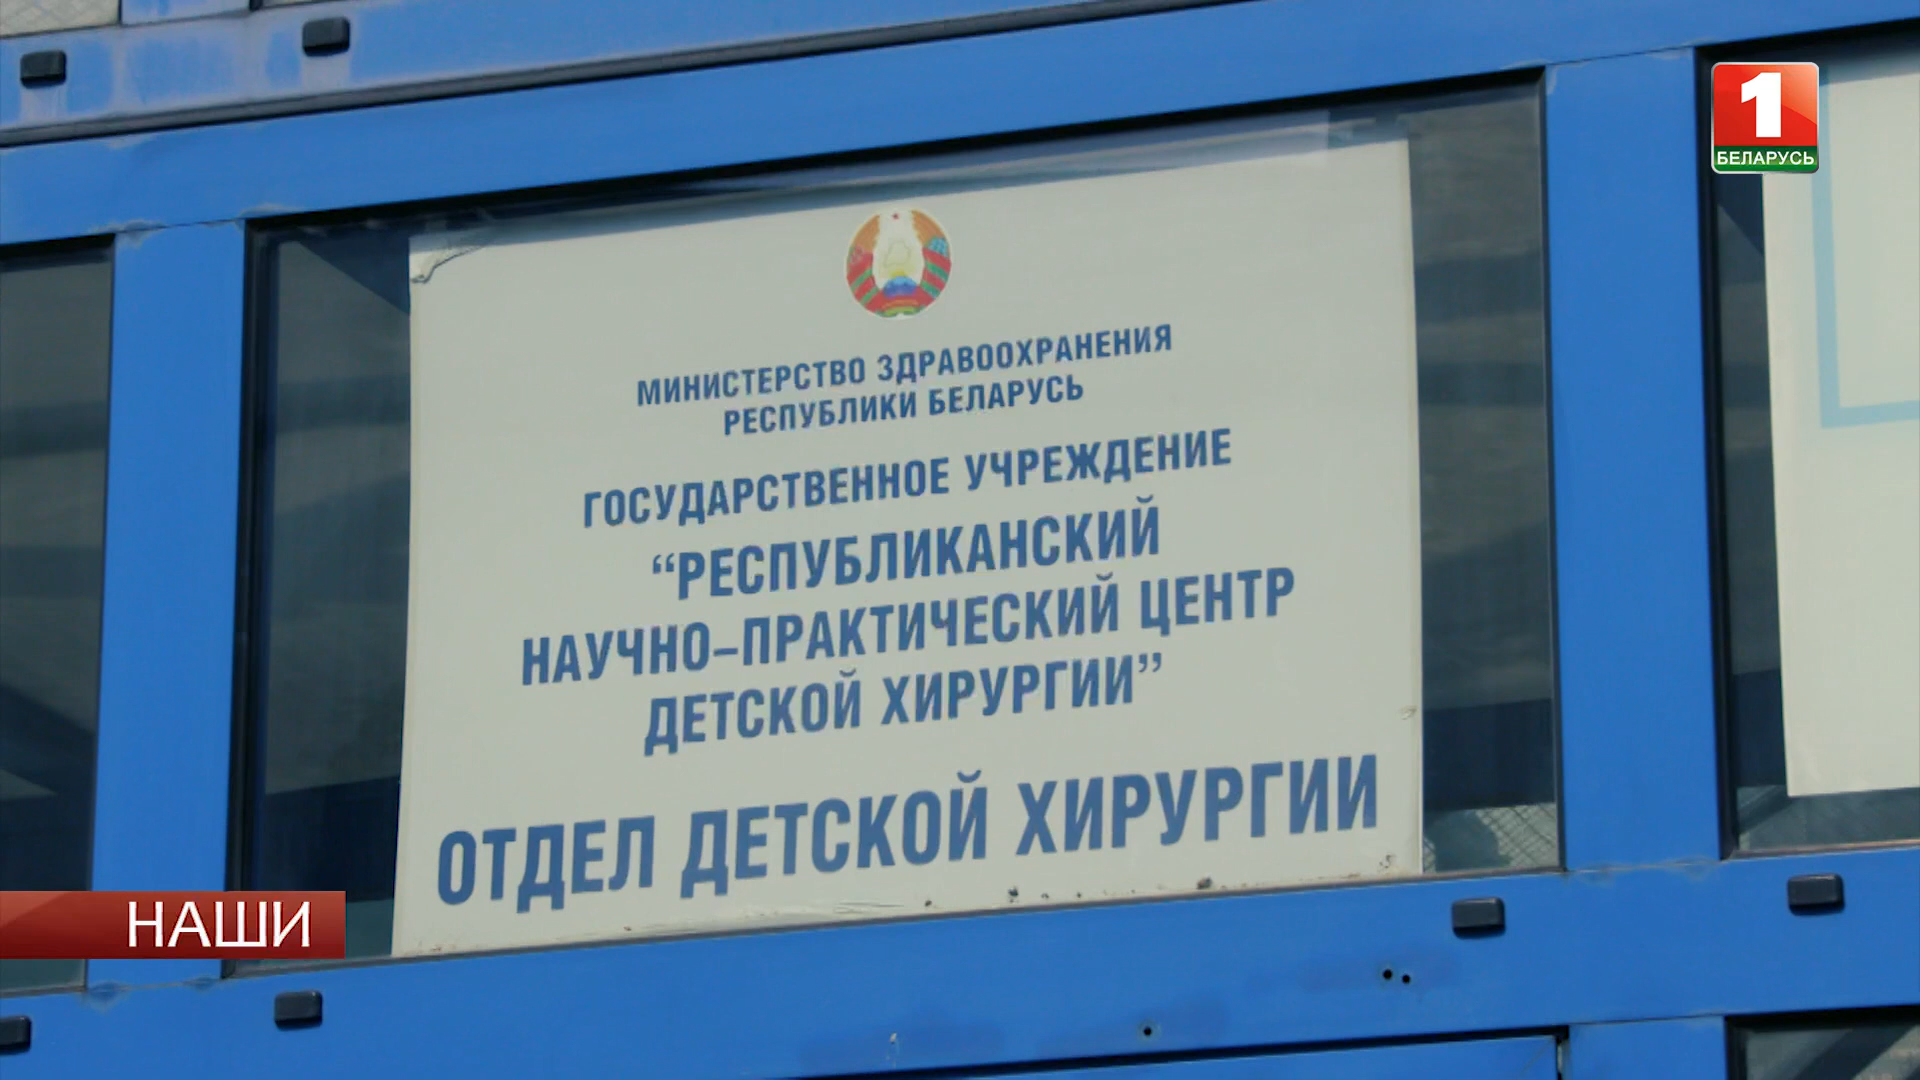 1
БЕЛАРУСЬ
МИНИСТЕРСТВО ЗДРАВООХРАНЕНИЯ
РЕСПУБЛИКИ БЕЛАРУСЬ
ГОСУДАРСТВЕННОЕ УЧРЕЖДЕНИЕ
“РЕСПУБЛИКАНСКИЙ
НАУЧНО–ПРАКТИЧЕСКИЙ ЦЕНТР
ДЕТСКОЙ ХИРУРГИИ”
ОТДЕЛ ДЕТСКОЙ ХИРУРГИИ
НАШИ